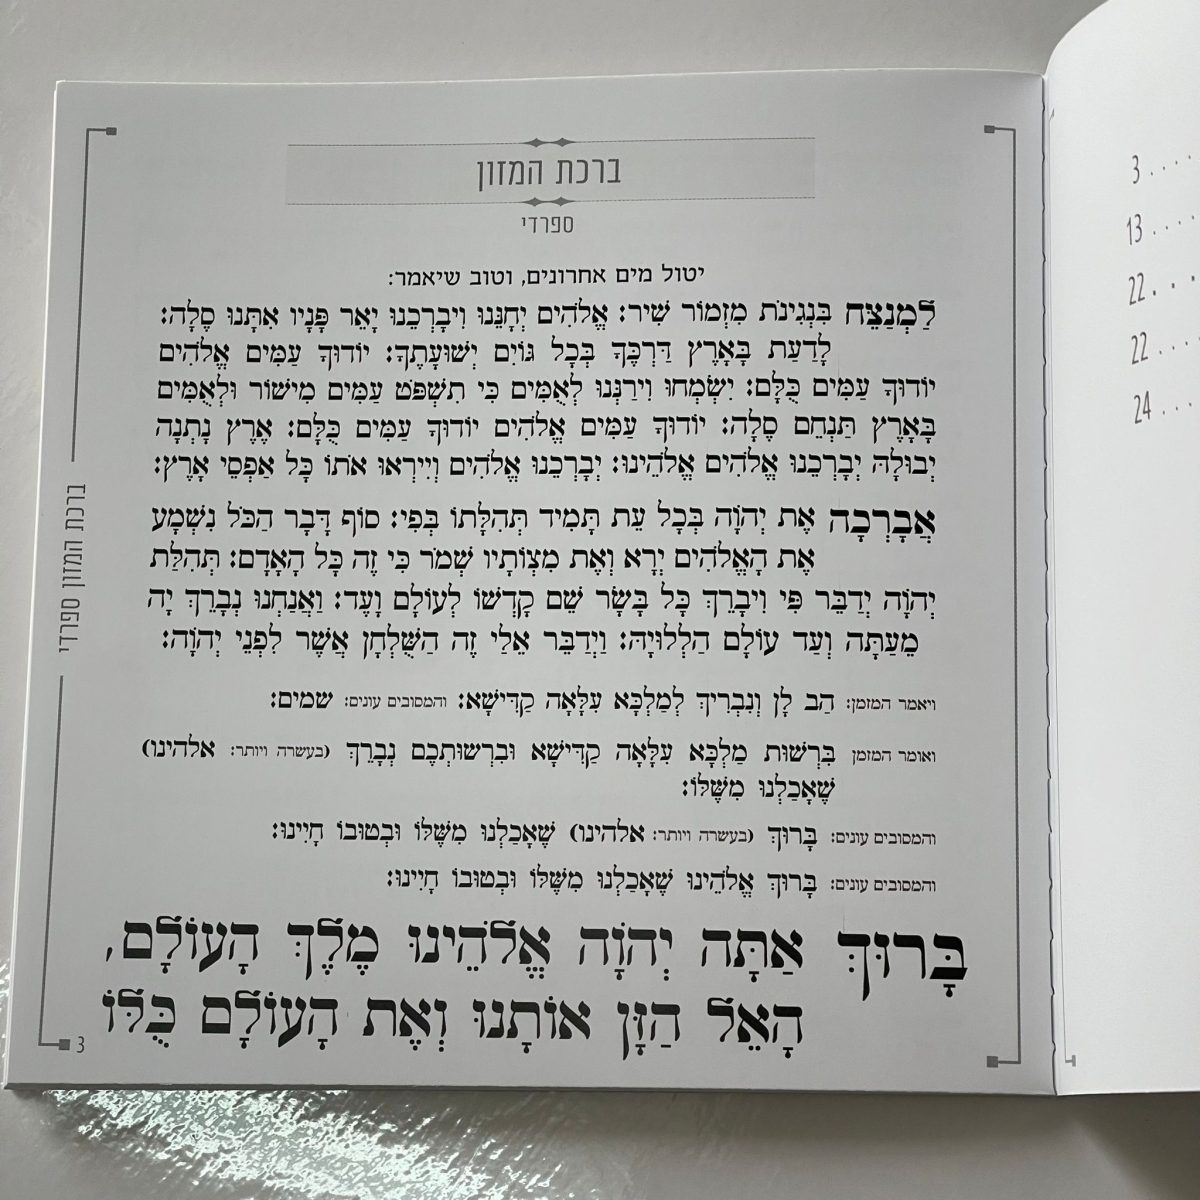 ברכת המזון
ספרדי
יטול מים אחרונים, וטוב שיאמר:
לַמְנַצֵּחַ בִּנְגִינֹת מִזְמוֹר שִׁיר: אֱלֹהִים יְחָנֵּנוּ וִיבָרְכֵנוּ יָאֵר פָּנָיו אִתָּנוּ סֶלָה:
לָדַעַת בָּאָרֶץ דַּרְכֶּךָ בְּכָל גּוֹיִם יְשׁוּעָתֶךָ: יוֹדוּךָ עַמִּים אֱלֹהִים
יוֹדוּךָ עַמִּים כֻּלָּם: יִשְׂמְחוּ וִירַנְּנוּ לְאֻמִּים כִּי תִשְׁפֹּט עַמִּים מִישׁוֹר וּלְאֻמִּים
בָּאָרֶץ תַּנְחֵם סֶלָה: יוֹדוּךָ עַמִּים אֱלֹהִים יוֹדוּךָ עַמִּים כֻּלָּם: אֶרֶץ נָתְנָה
יְבוּלָהּ יְבָרְכֵנוּ אֱלֹהִים אֱלֹהֵינוּ: יְבָרְכֵנוּ אֱלֹהִים וְיִירְאוּ אֹתוֹ כָּל אַפְסֵי אָרֶץ:
אֲבָרְכָה אֶת יְהֹוָה בְּכָל עֵת תָּמִיד תְּהִלָּתוֹ בְּפִי: סוֹף דָּבָר הַכֹּל נִשְׁמָע
אֶת הָאֱלֹהִים יְרָא וְאֶת מִצְוֹתָיו שְׁמֹר כִּי זֶה כָּל הָאָדָם: תְּהִלַּת
יְהֹוָה יְדַבֵּר פִּי וִיבָרֵךְ כָּל בָּשָׂר שֵׁם קָדְשׁוֹ לְעוֹלָם וָעֶד: וַאֲנַחְנוּ נְבָרֵךְ יָהּ
מֵעַתָּה וְעַד עוֹלָם הַלְלוּיָהּ: וַיְדַבֵּר אֵלַי זֶה הַשֻּׁלְחָן אֲשֶׁר לִפְנֵי יְהֹוָה:
ויאמר המזמן: הַב לָן וְנִבְרִיךְ לְמַלְכָּא עִלָּאָה קַדִּישָׁא: והמסובים עונים: שמים:
ואומר המזמן בִּרְשׁוּת מַלְכָּא עִלָּאָה קַדִּישָׁא וּבִרְשׁוּתְכֶם נְבָרֵךְ (בעשרה ויותר: אלהינו)
שֶׁאָכַלְנוּ מִשֶּׁלּוֹ:
והמסובים עונים: בָּרוּךְ (בעשרה ויותר: אלהינו) שֶׁאָכַלְנוּ מִשֶּׁלּוֹ וּבְטוּבוֹ חָיִינוּ:
והמסובים עונים: בָּרוּךְ אֱלֹהֵינוּ שֶׁאָכַלְנוּ מִשֶּׁלּוֹ וּבְטוּבוֹ חָיִינוּ:
בָּרוּךְ אַתָּה יְהֹוָה אֱלֹהֵינוּ מֶלֶךְ הָעוֹלָם,
הָאֵל הַזָּן אוֹתָנוּ וְאֶת הָעוֹלָם כֻּלּוֹ
3
ברכת המזון ספרדי
3 . . . .
13 . . . .
22 . . .
22 . . . .
24 . . .